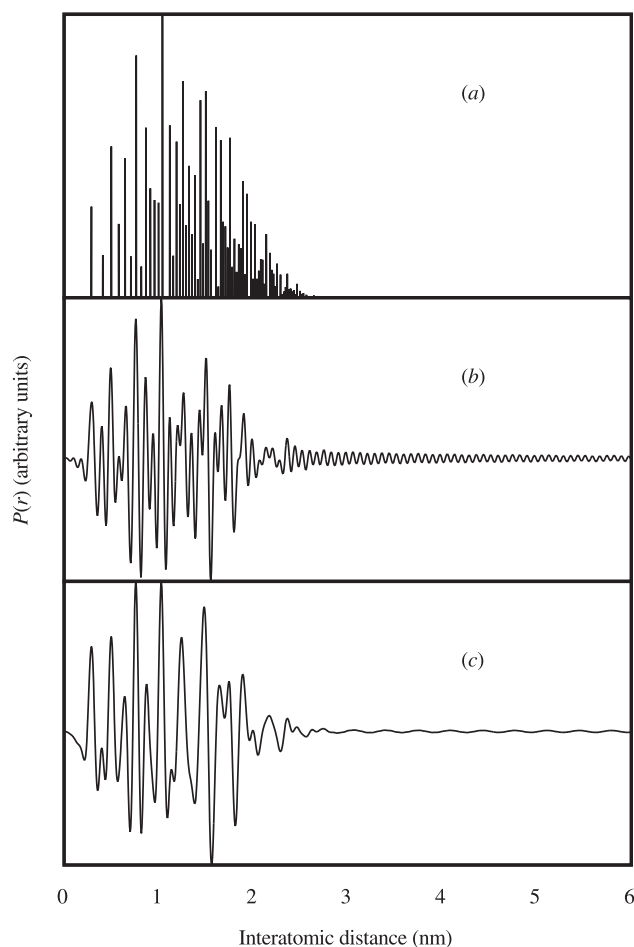 (a)
(b)
P(r) (arbitrary units)
(c)
0 1 2 3 4 5 6
Interatomic distance (nm)